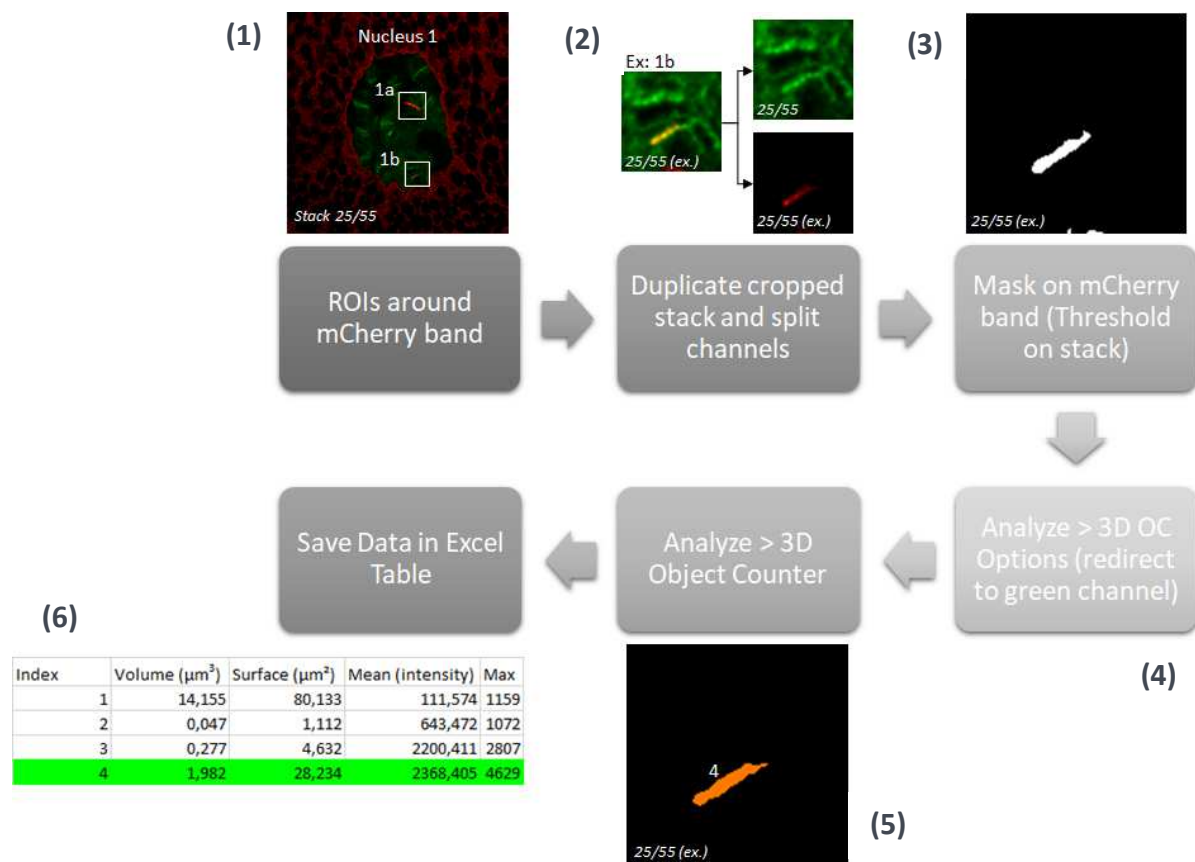 (1)
Nucleus 1
1a
1b
Stack 25/55
(2)
Ex: 1b
25/55 (ex.)
25/55
25/55 (ex.)
(3)
25/55 (ex.)
ROIs around
mCherry band
Duplicate cropped
stack and split
channels
Mask on mCherry
band (Threshold
on stack)
Save Data in Excel
Table
Analyze > 3D
Object Counter
Analyze > 3D OC
Options (redirect
to green channel)
(6)
Index Volume (µm³) Surface (µm²) Mean (intensity) Max
1 14,155 80,133 111,574 1159
2 0,047 1,112 643,472 1072
3 0,277 4,632 2200,411 2807
4 1,982 28,234 2368,405 4629
4
25/55 (ex.)
(5)
(4)